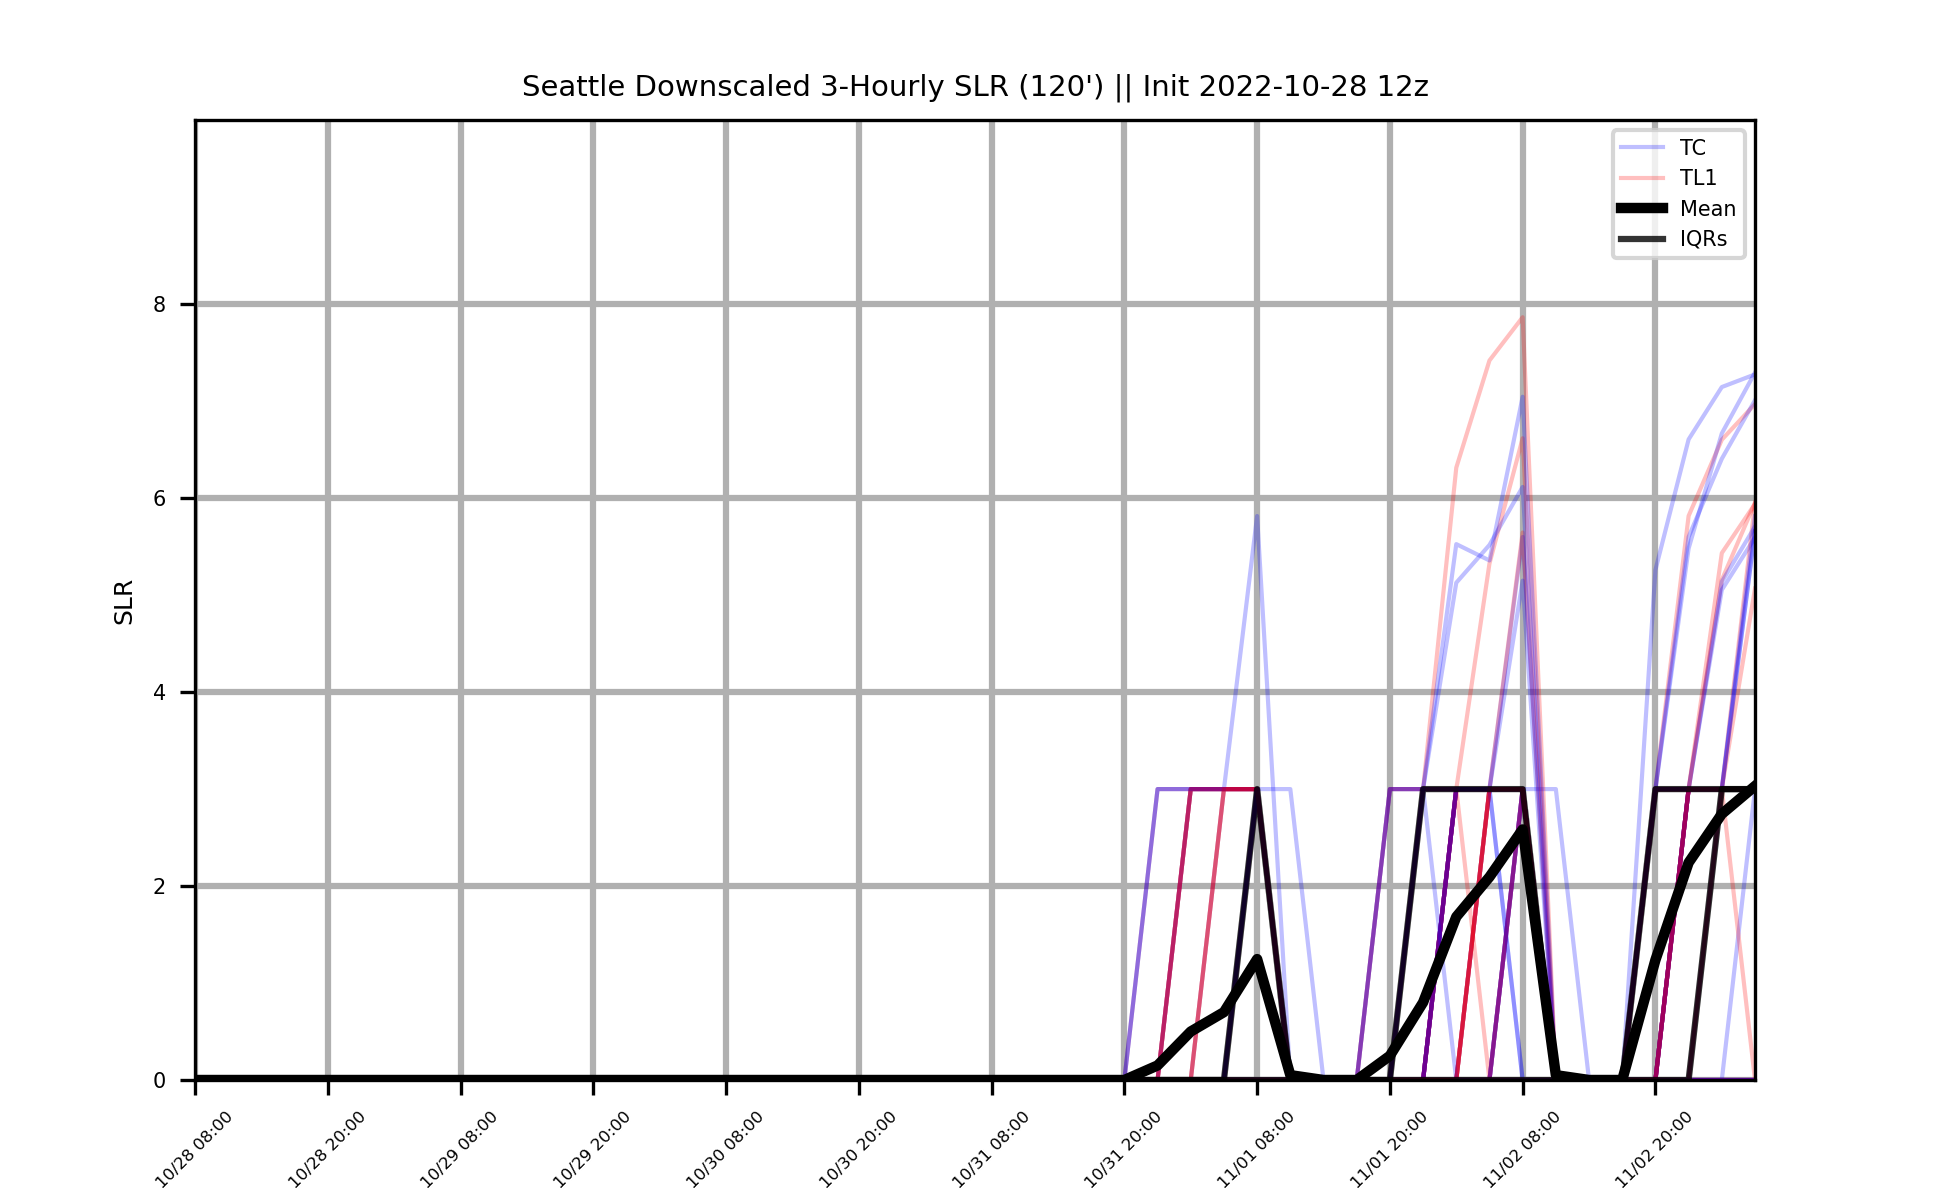 Seattle Downscaled 3-Hourly SLR (120') || Init 2022-10-28 12z
TC
TL1
Mean
IQRs
SLR
8
6
4
2
0
10/28 08:00
10/28 20:00
10/29 08:00
10/29 20:00
10/30 08:00
10/30 20:00
10/31 08:00
10/31 20:00
11/01 08:00
11/01 20:00
11/02 08:00
11/02 20:00